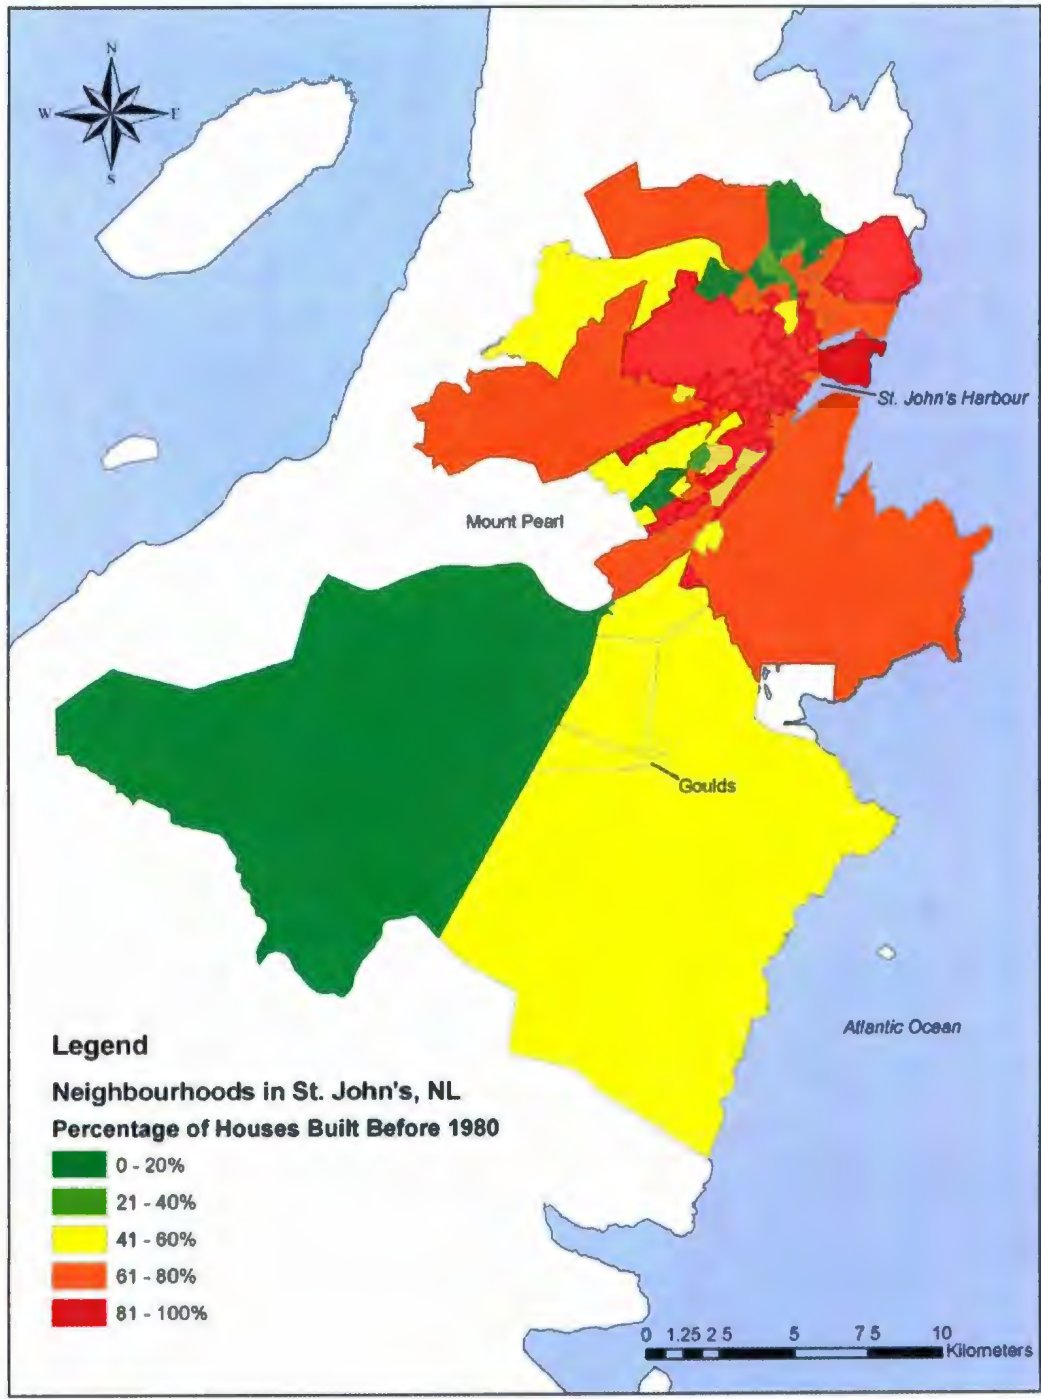 N
W E
S
St. John's Harbour
Mount Pearl
Goulds
Atlantic Ocean
Legend
Neighbourhoods in St. John's, NL
Percentage of Houses Built Before 1980
0 - 20%
21 - 40%
41 - 60%
61 - 80%
81 - 100%
0 1.25 2 5 5 7 5 10
Kilometers